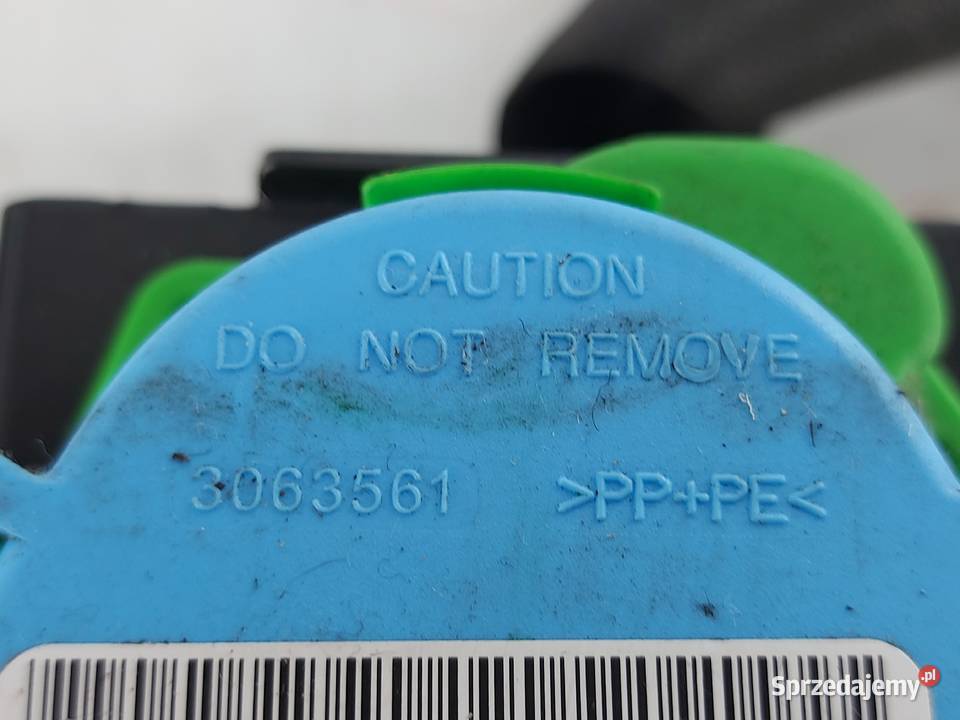 CAUTION
DO NOT REMOVE
3063561 >PP+PE<
Sprzedajemy.pl